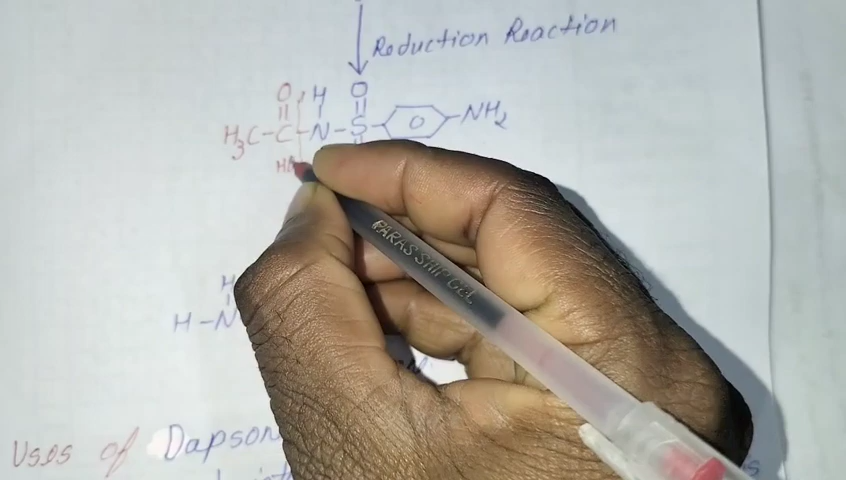 Reduction Reaction
O H O
H3C-C-N-S- -NH2
H
PARAS SHIP GEL
H
H-N
Uses of Dapson